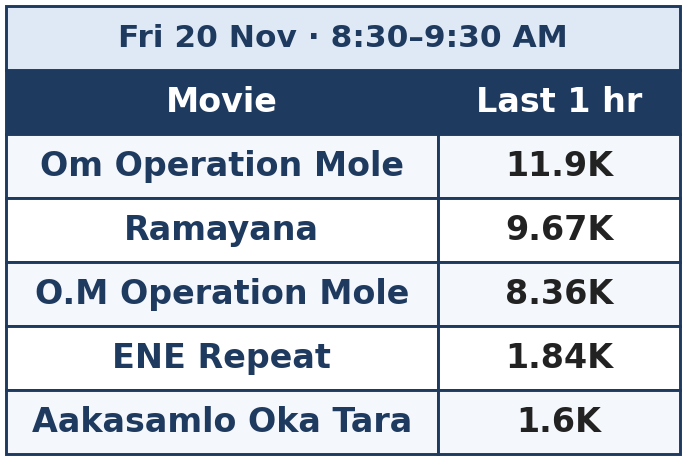 Fri 20 Nov · 8:30–9:30 AM
Movie Last 1 hr
Om Operation Mole 11.9K
Ramayana 9.67K
O.M Operation Mole 8.36K
ENE Repeat 1.84K
Aakasamlo Oka Tara 1.6K